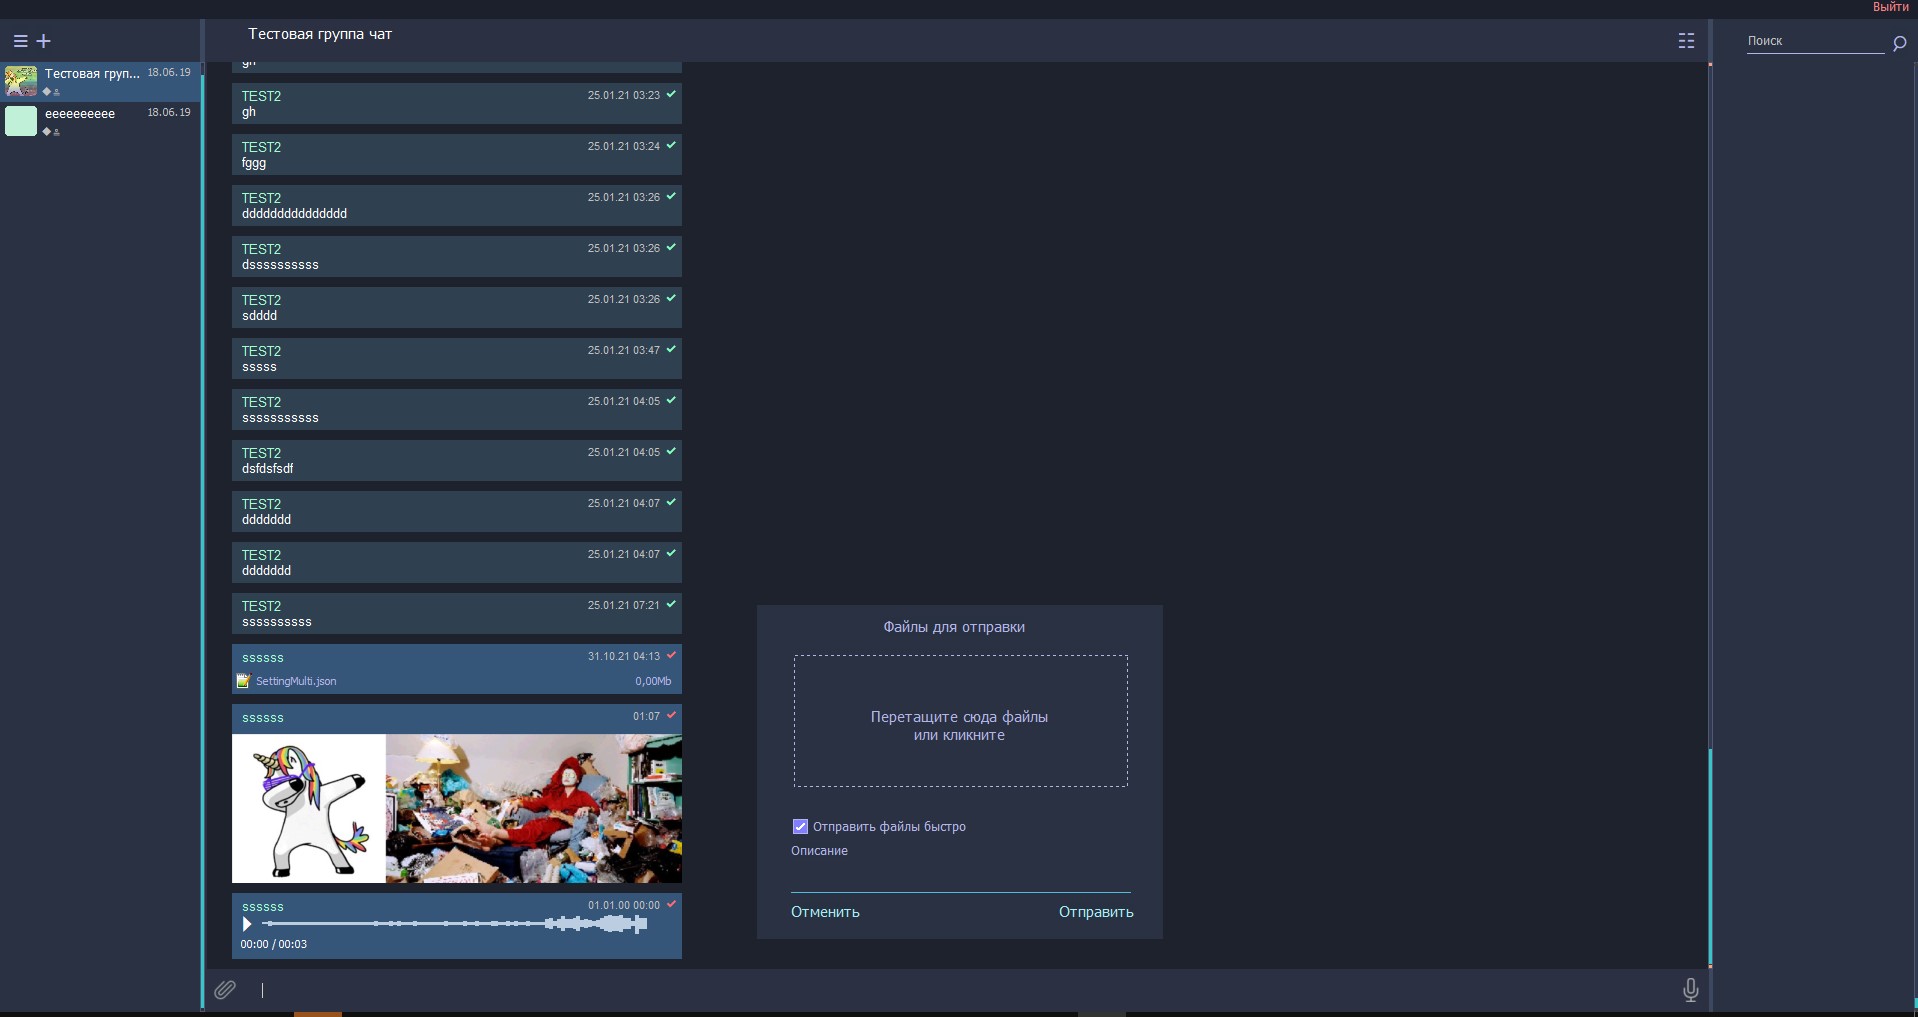 Выйти
Тестовая группа чат
Поиск
Тестовая груп... 18.06.19
eeeeeeeeee 18.06.19
gh
TEST2 25.01.21 03:23
gh
TEST2 25.01.21 03:24
fggg
TEST2 25.01.21 03:26
ddddddddddddddd
TEST2 25.01.21 03:26
dssssssssss
TEST2 25.01.21 03:26
sdddd
TEST2 25.01.21 03:47
sssss
TEST2 25.01.21 04:05
sssssssssss
TEST2 25.01.21 04:05
dsfdsfsdf
TEST2 25.01.21 04:07
ddddddd
TEST2 25.01.21 04:07
ddddddd
TEST2 25.01.21 07:21
ssssssssss
ssssss 31.10.21 04:13
SettingMulti.json 0,00Mb
ssssss 01:07
ssssss 01.01.00 00:00
00:00 / 00:03
Файлы для отправки
Перетащите сюда файлы
или кликните
Отправить файлы быстро
Описание
Отменить Отправить